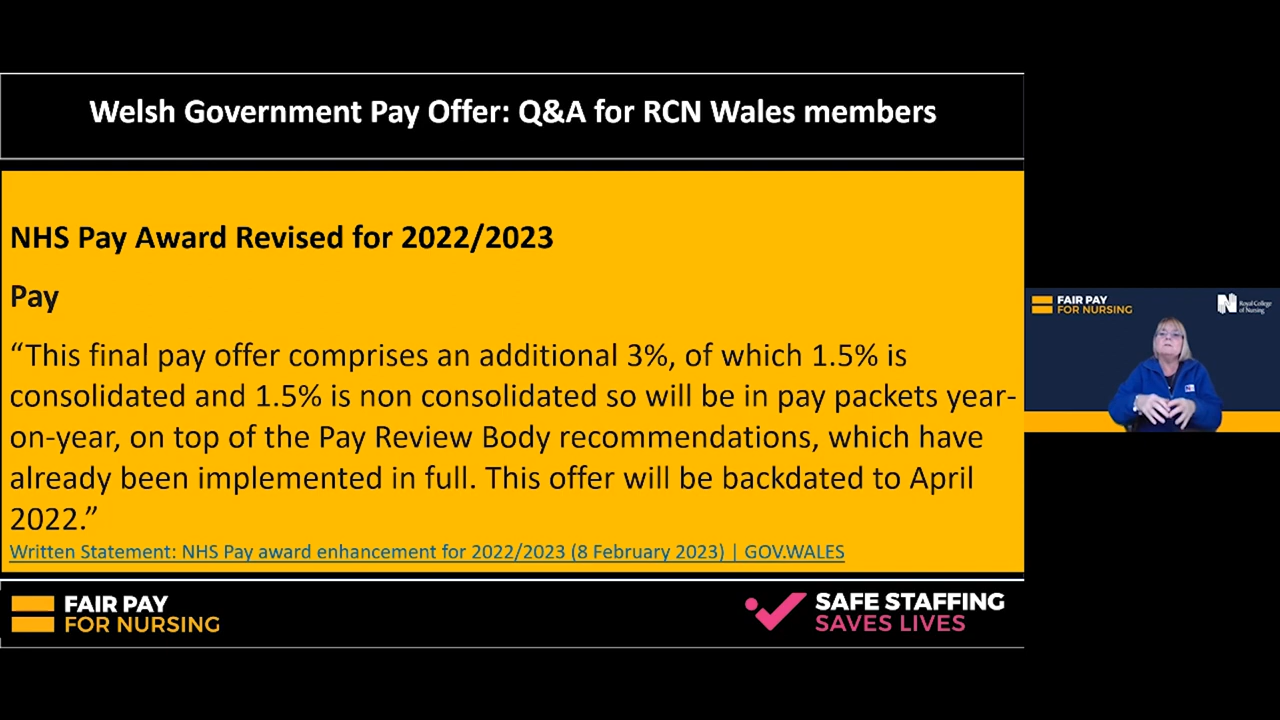 Welsh Government Pay Offer: Q&A for RCN Wales members
NHS Pay Award Revised for 2022/2023
Pay
“This final pay offer comprises an additional 3%, of which 1.5% is
consolidated and 1.5% is non consolidated so will be in pay packets year-
on-year, on top of the Pay Review Body recommendations, which have
already been implemented in full. This offer will be backdated to April
2022.”
Written Statement: NHS Pay award enhancement for 2022/2023 (8 February 2023) | GOV.WALES
FAIR PAY
FOR NURSING
SAFE STAFFING
SAVES LIVES
FAIR PAY
FOR NURSING
Royal College
of Nursing